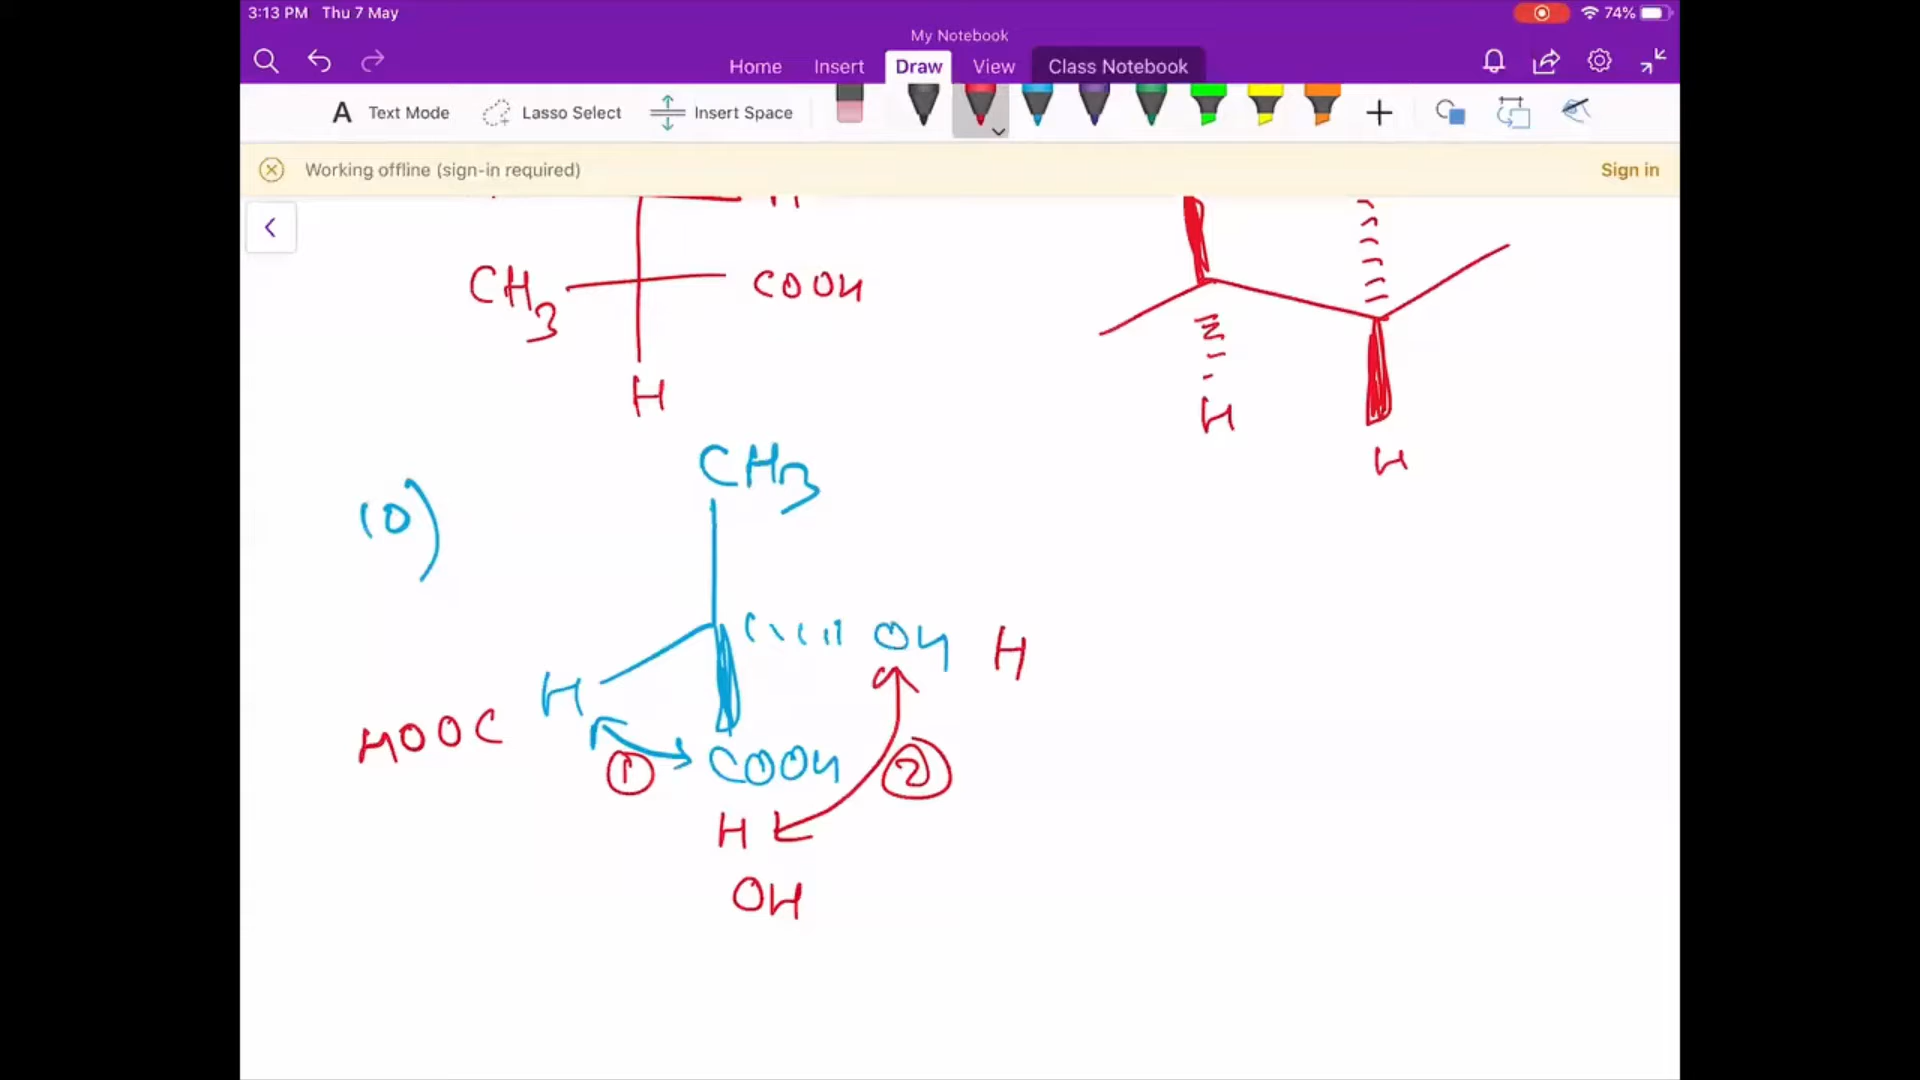 3:13 PM Thu 7 May
74%
My Notebook
Home Insert Draw View Class Notebook
A Text Mode Lasso Select Insert Space
Working offline (sign-in required) Sign in
CH3 COOH
H
H
H
10)
CH3
H OH H
HOOC
1 COOH 2
H
OH